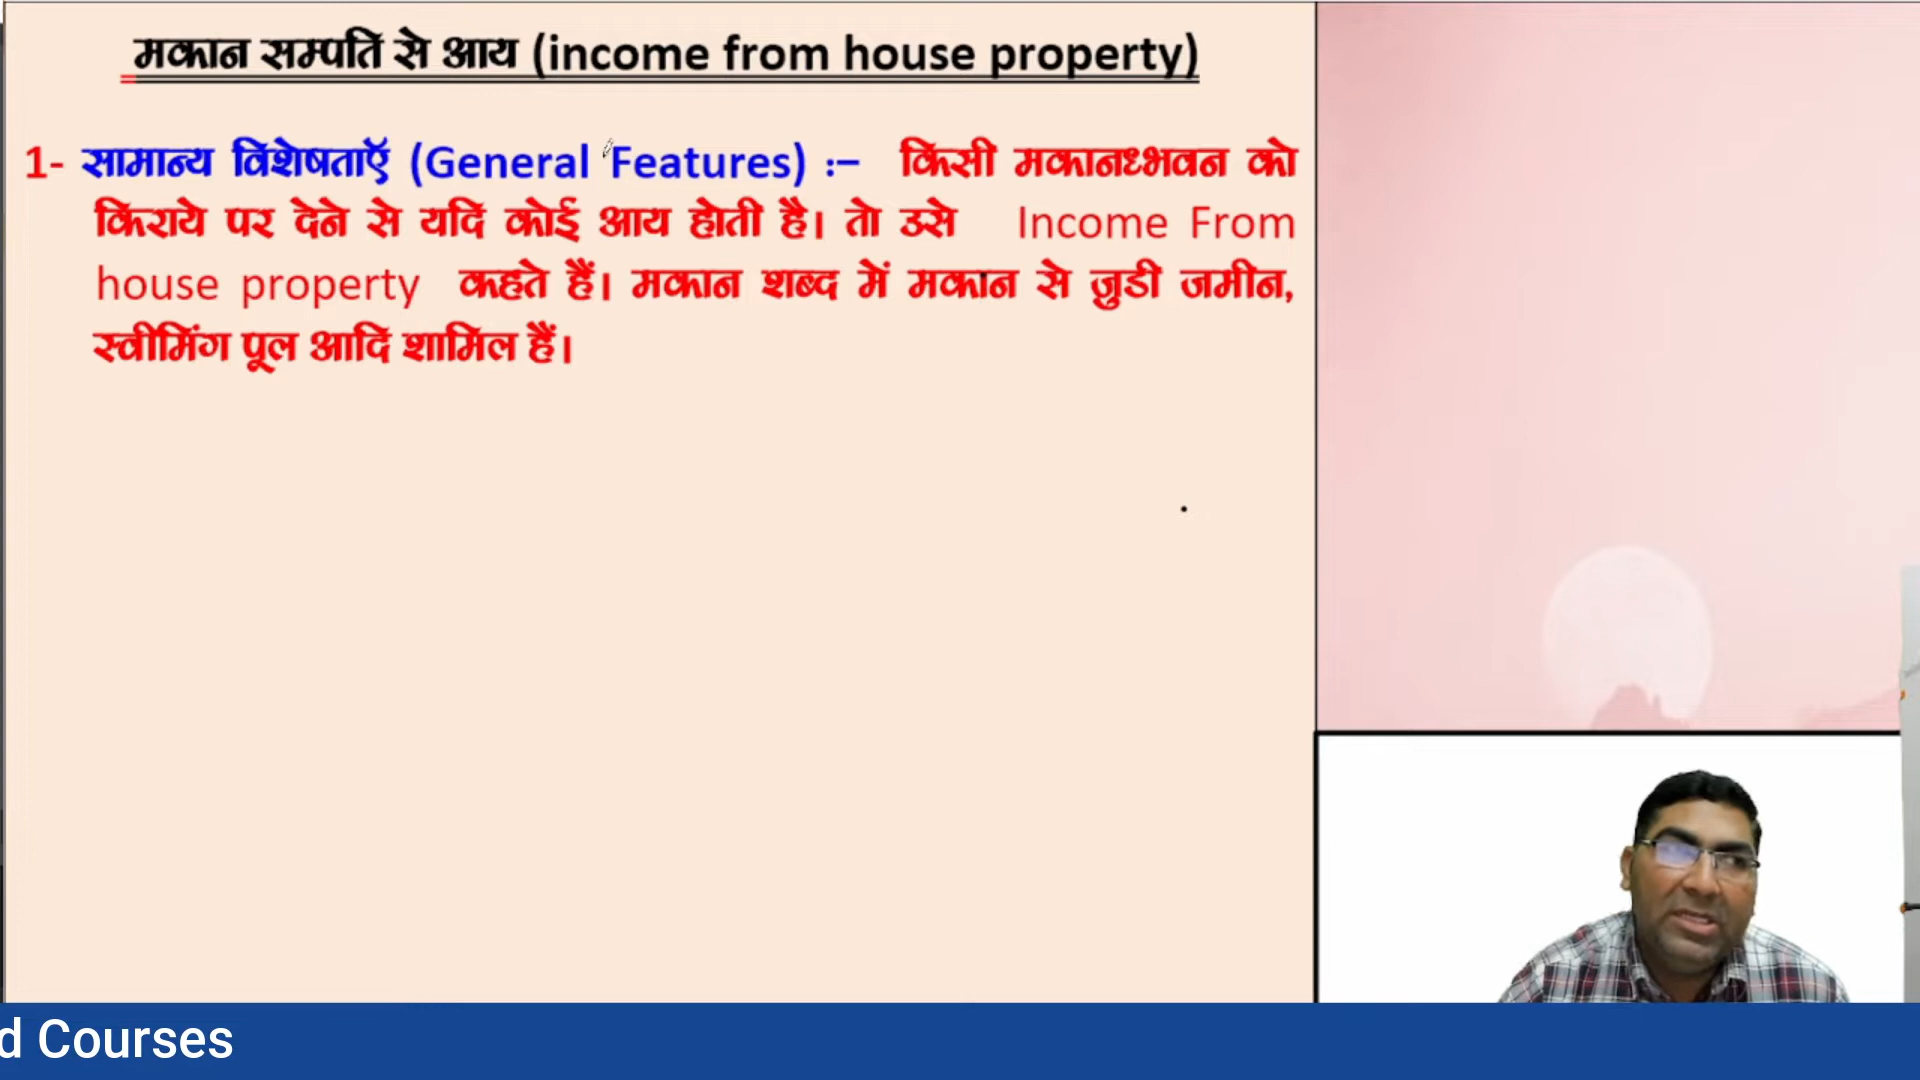 मकान सम्पति से आय (income from house property)
1- सामान्य विशेषताऍ (General Features) :– किसी मकानध्भवन को
किराये पर देने से यदि कोई आय होती है। तो उसे Income From
house property कहते हैं। मकान शब्द में मकान से जुडी जमीन,
स्वीमिंग पूल आदि शामिल हैं।
d Courses